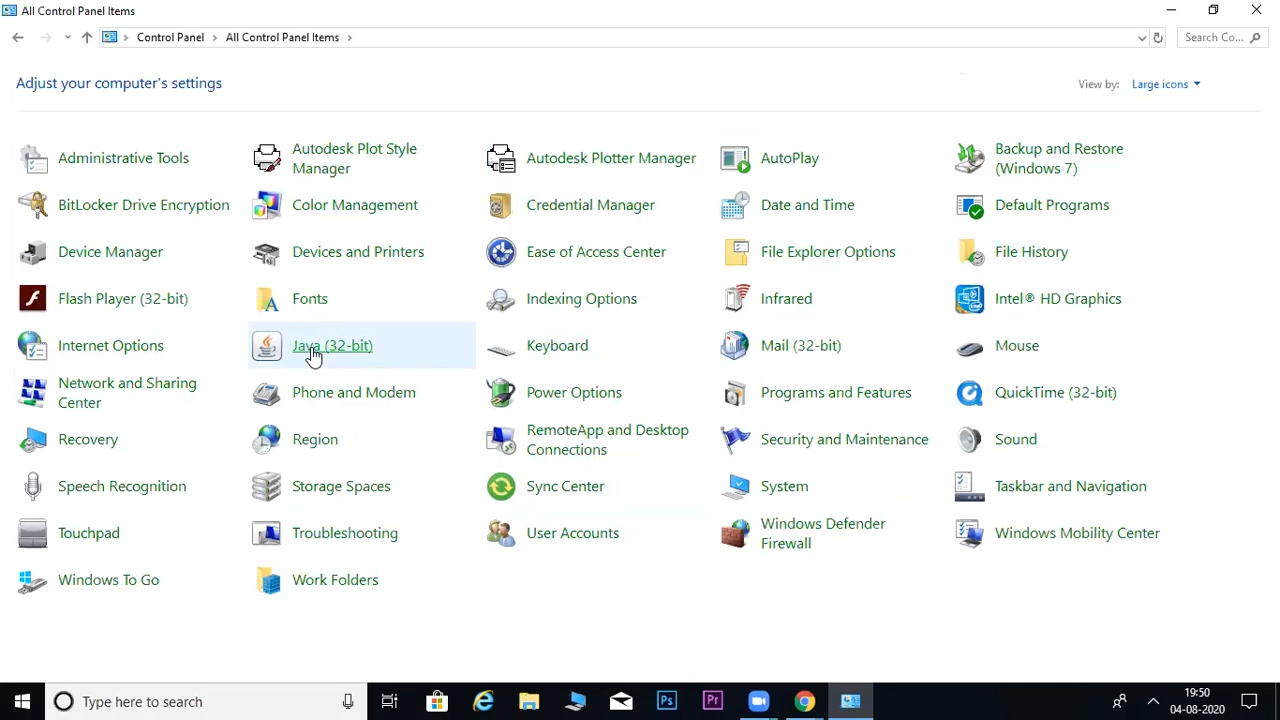 All Control Panel Items
Control Panel
All Control Panel Items
Search Co...
Adjust your computer's settings
View by:
Large icons
Administrative Tools
Autodesk Plot Style
Manager
Autodesk Plotter Manager
AutoPlay
Backup and Restore
(Windows 7)
BitLocker Drive Encryption
Color Management
Credential Manager
Date and Time
Default Programs
Device Manager
Devices and Printers
Ease of Access Center
File Explorer Options
File History
Flash Player (32-bit)
Fonts
Indexing Options
Infrared
Intel® HD Graphics
Internet Options
Java (32-bit)
Keyboard
Mail (32-bit)
Mouse
Network and Sharing
Center
Phone and Modem
Power Options
Programs and Features
QuickTime (32-bit)
Recovery
Region
RemoteApp and Desktop
Connections
Security and Maintenance
Sound
Speech Recognition
Storage Spaces
Sync Center
System
Taskbar and Navigation
Touchpad
Troubleshooting
User Accounts
Windows Defender
Firewall
Windows Mobility Center
Windows To Go
Work Folders
Type here to search
Ps
Pr
19:50
04-08-2020